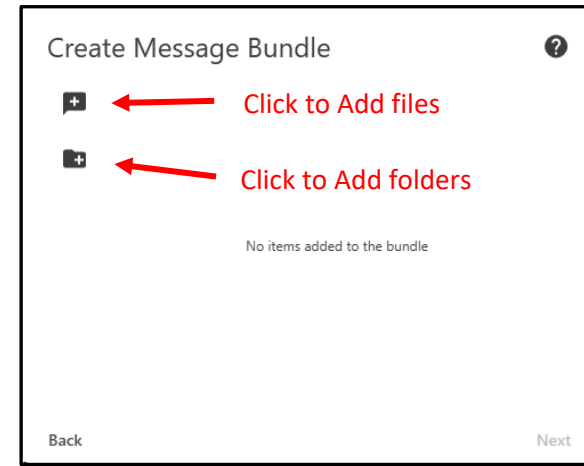 Create Message Bundle
?
Click to Add files
Click to Add folders
No items added to the bundle
Back
Next